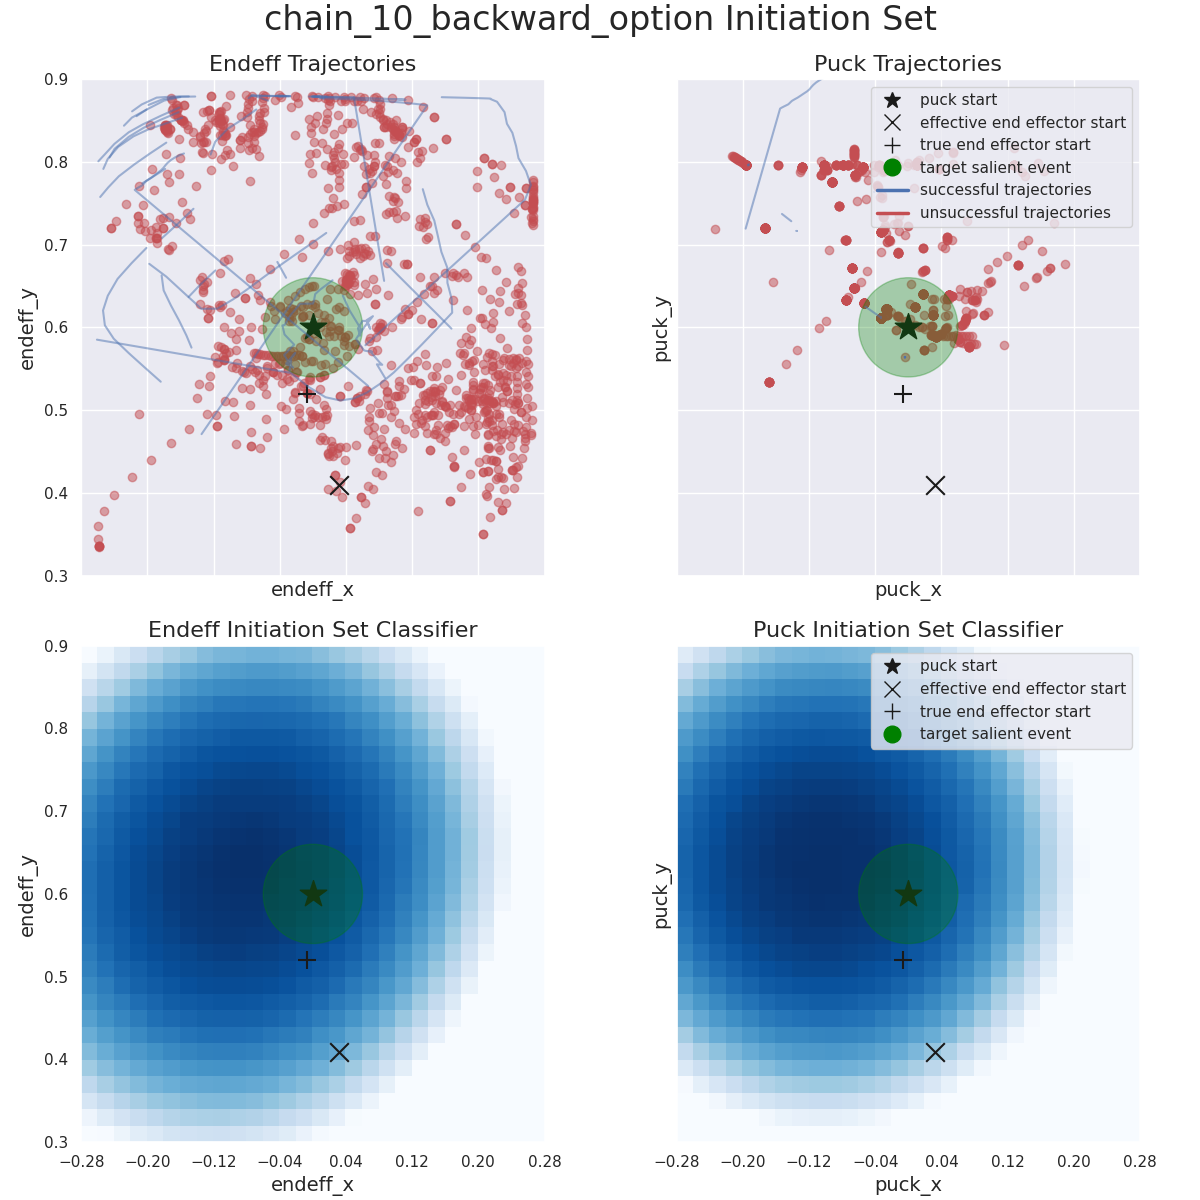 chain_10_backward_option Initiation Set
Endeff Trajectories
0.9
0.8
0.7
0.6
0.5
0.4
0.3
endeff_y
endeff_x
Puck Trajectories
puck start
effective end effector start
true end effector start
target salient event
successful trajectories
unsuccessful trajectories
puck_y
puck_x
Endeff Initiation Set Classifier
0.9
0.8
0.7
0.6
0.5
0.4
0.3
endeff_y
−0.28 −0.20 −0.12 −0.04 0.04 0.12 0.20 0.28
endeff_x
Puck Initiation Set Classifier
puck start
effective end effector start
true end effector start
target salient event
puck_y
−0.28 −0.20 −0.12 −0.04 0.04 0.12 0.20 0.28
puck_x